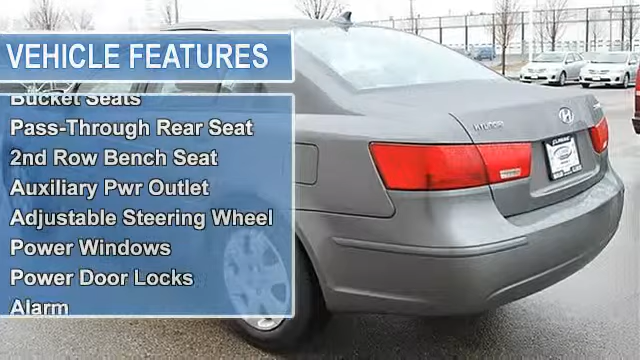 VEHICLE FEATURES
Bucket Seats
Pass-Through Rear Seat
2nd Row Bench Seat
Auxiliary Pwr Outlet
Adjustable Steering Wheel
Power Windows
Power Door Locks
Alarm
HYUNDAI